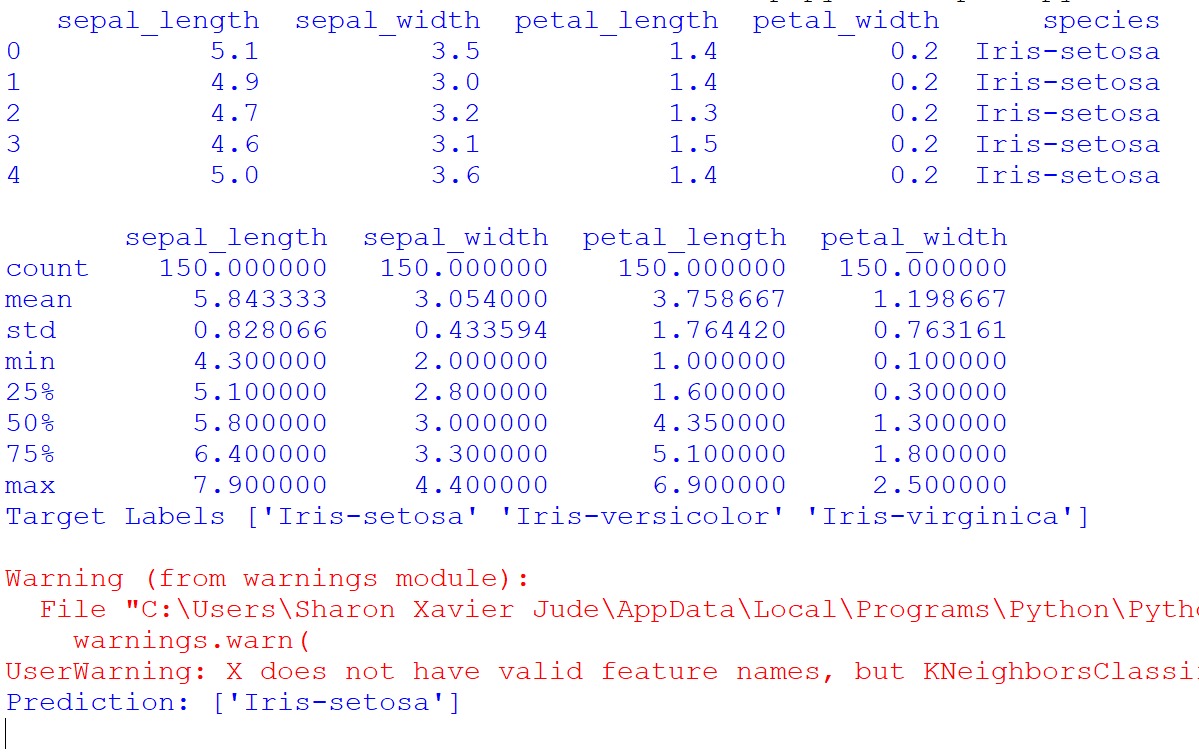 sepal_length sepal_width petal_length petal_width species
0 5.1 3.5 1.4 0.2 Iris-setosa
1 4.9 3.0 1.4 0.2 Iris-setosa
2 4.7 3.2 1.3 0.2 Iris-setosa
3 4.6 3.1 1.5 0.2 Iris-setosa
4 5.0 3.6 1.4 0.2 Iris-setosa
sepal_length sepal_width petal_length petal_width
count 150.000000 150.000000 150.000000 150.000000
mean 5.843333 3.054000 3.758667 1.198667
std 0.828066 0.433594 1.764420 0.763161
min 4.300000 2.000000 1.000000 0.100000
25% 5.100000 2.800000 1.600000 0.300000
50% 5.800000 3.000000 4.350000 1.300000
75% 6.400000 3.300000 5.100000 1.800000
max 7.900000 4.400000 6.900000 2.500000
Target Labels ['Iris-setosa' 'Iris-versicolor' 'Iris-virginica']
Warning (from warnings module):
File "C:\Users\Sharon Xavier Jude\AppData\Local\Programs\Python\Pytho
warnings.warn(
UserWarning: X does not have valid feature names, but KNeighborsClassi
Prediction: ['Iris-setosa']